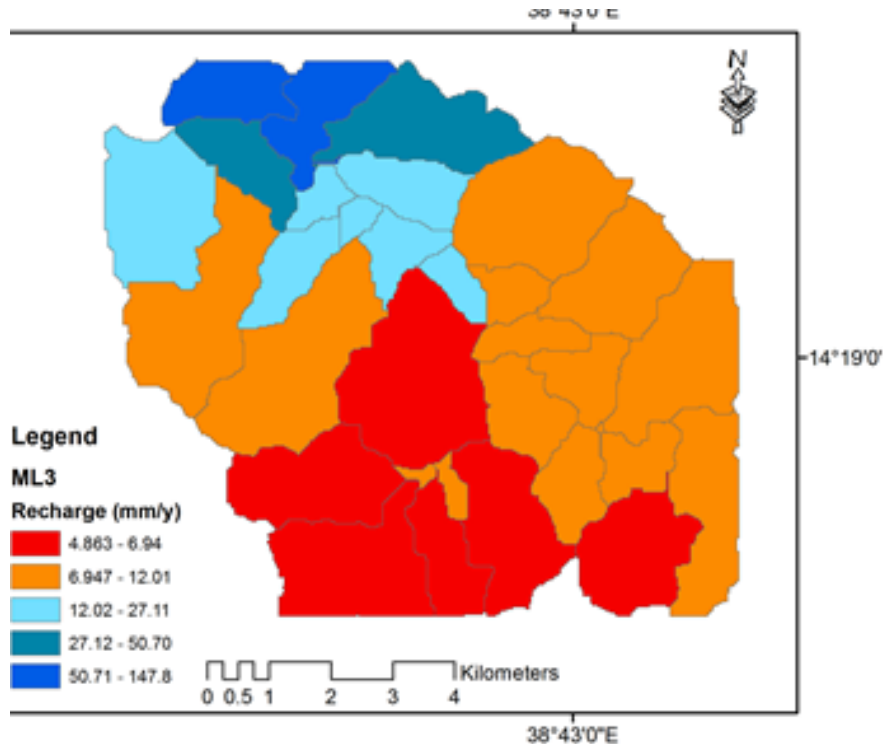 38°43'0"E
N
14°19'0"
Legend
ML3
Recharge (mm/y)
4.863 - 6.94
6.947 - 12.01
12.02 - 27.11
27.12 - 50.70
50.71 - 147.8
Kilometers
0 0.5 1 2 3 4
38°43'0"E